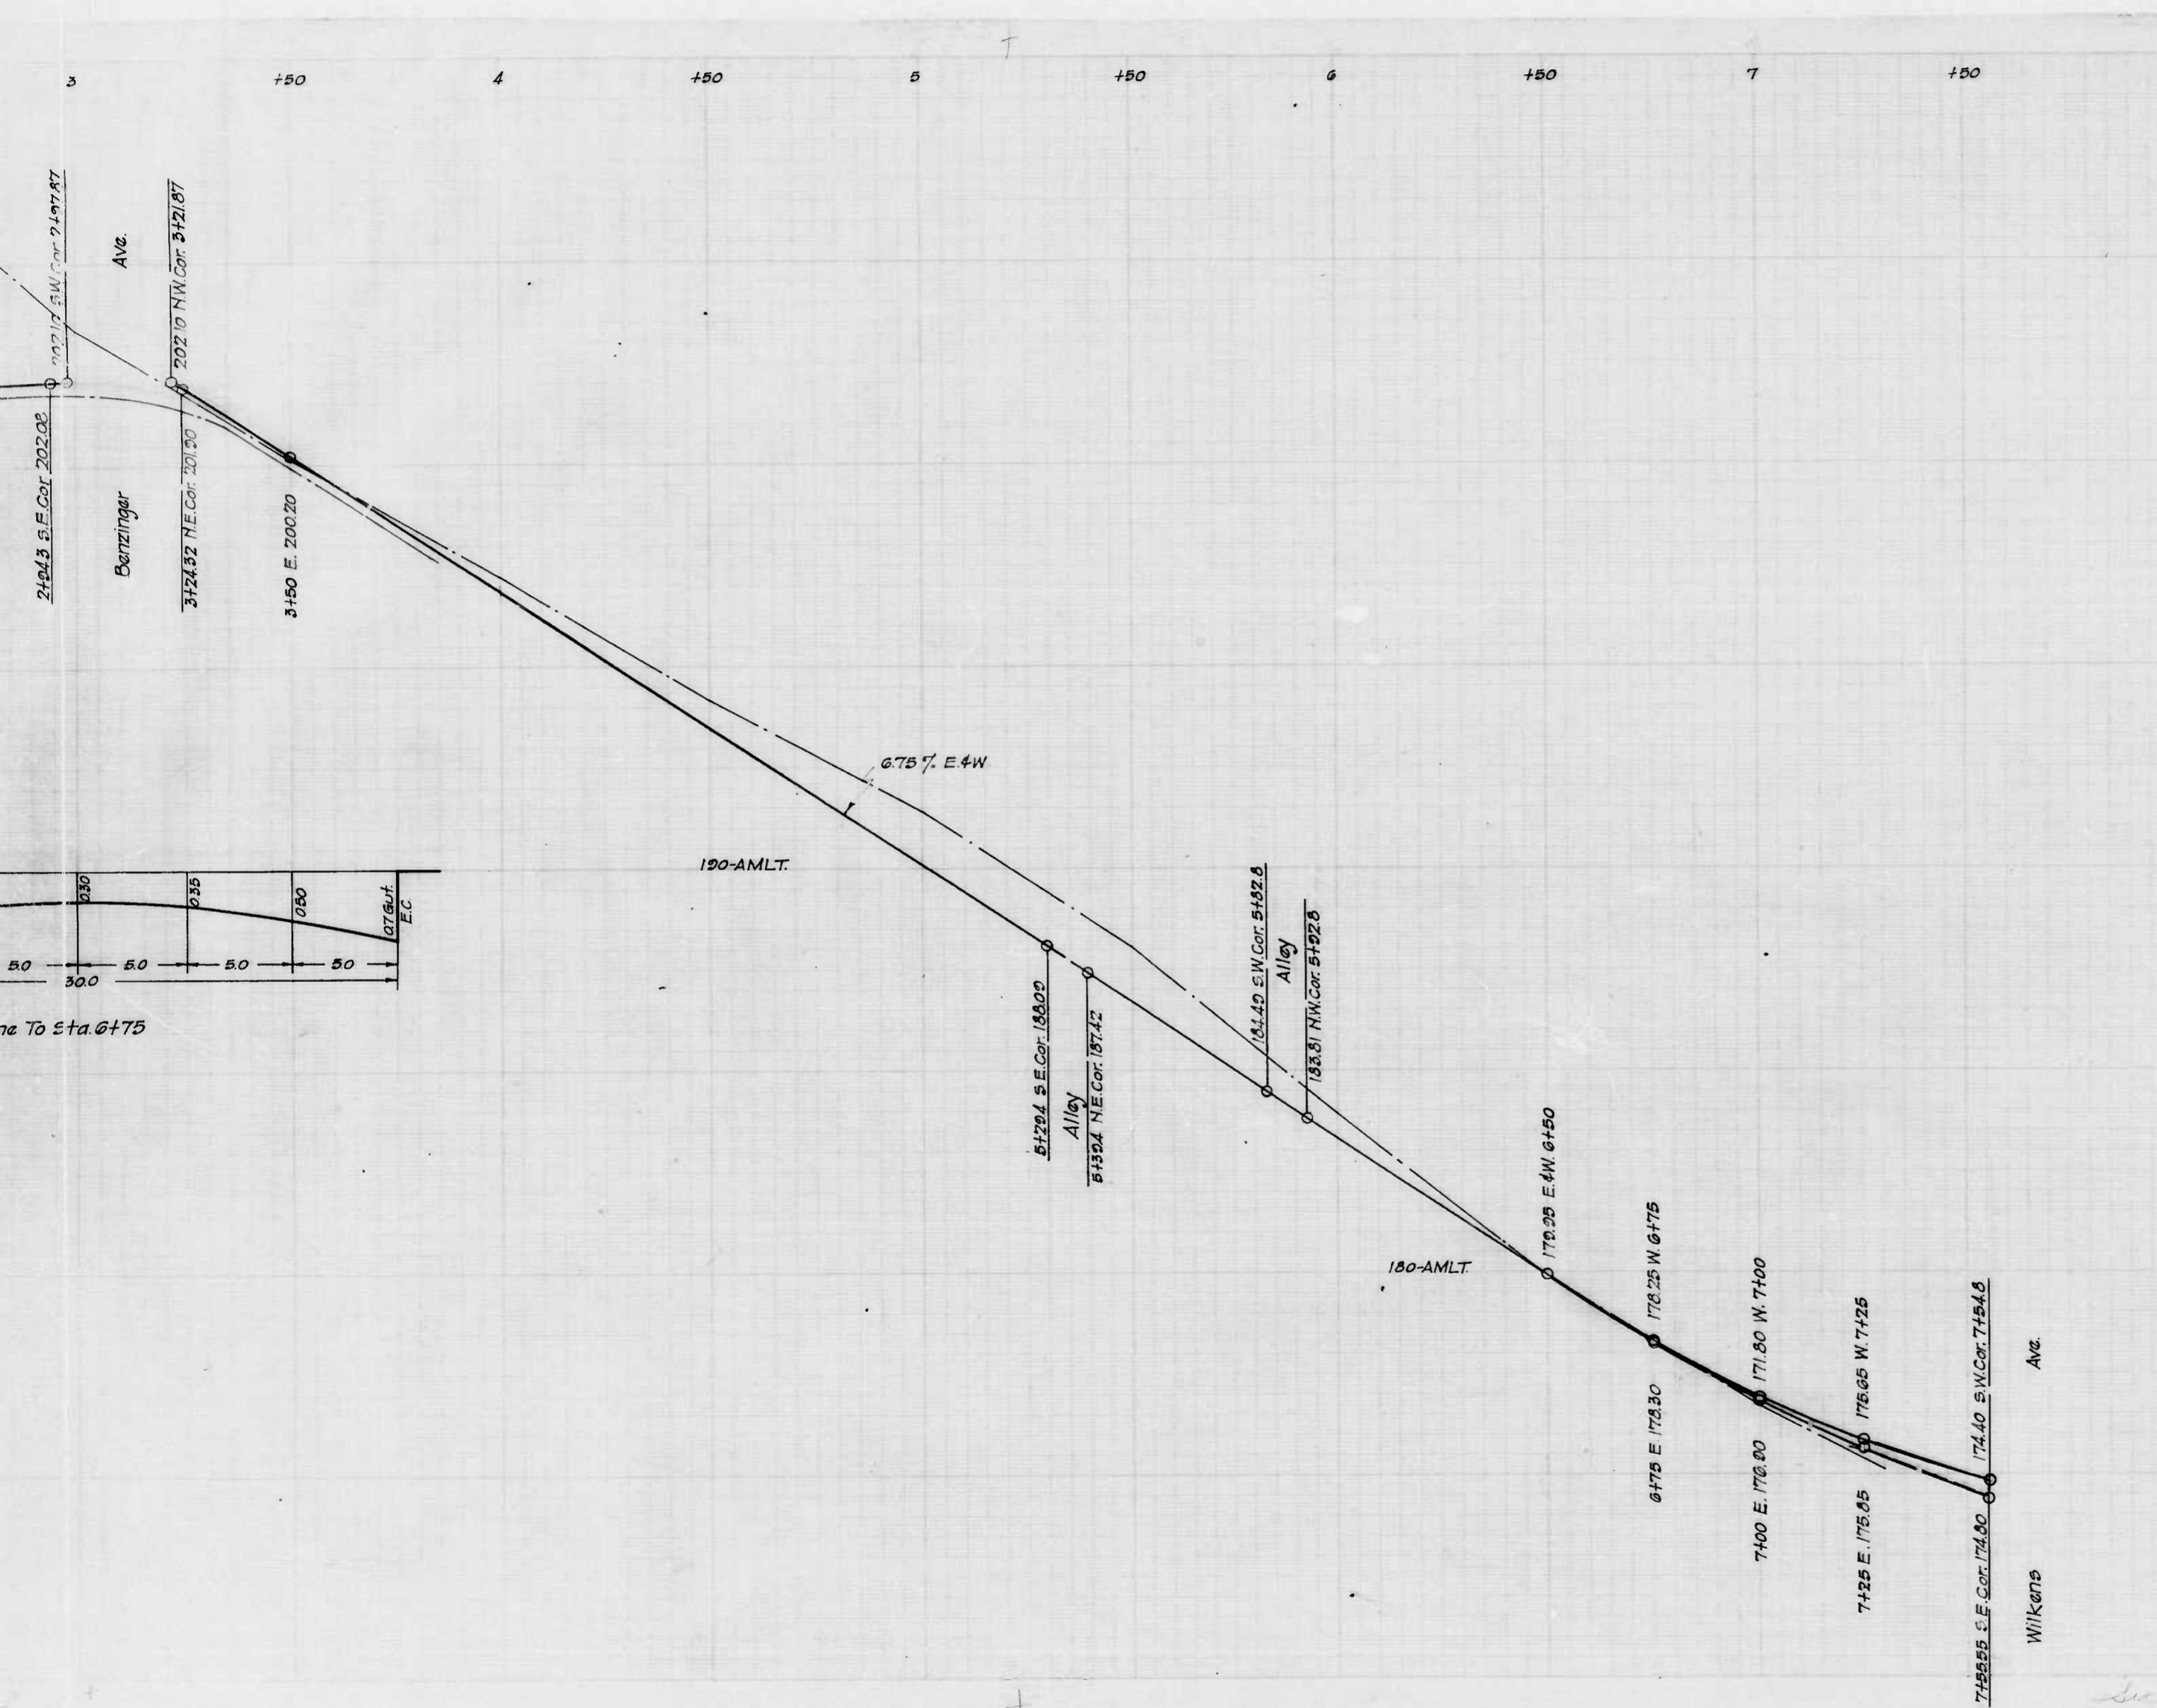 3 +50 4 +50 5 +50 6 +50 7 +50
S.W.Cor. 2+97.87
Ave.
202.10 N.W.Cor. 3+21.87
2+94.3 S.E.Cor. 202.08
Benzinger
3+24.32 N.E.Cor. 201.90
3+50 E. 200.20
6.75 % E.&W
190-AMLT.
0.30
0.35
0.50
0.7 Gut.
E.C.
5.0 5.0 5.0 5.0
30.0
To Sta. 6+75
5+29.4 S.E.Cor. 188.09
Alley
5+39.4 N.E.Cor. 187.42
184.49 S.W.Cor. 5+82.8
Alley
183.81 N.W.Cor. 5+92.8
180-AMLT.
179.95 E.&W. 6+50
178.25 W. 6+75
6+75 E. 178.30
171.80 W. 7+00
7+00 E. 176.90
175.65 W. 7+25
7+25 E. 175.85
174.40 S.W.Cor. 7+54.8
7+55.55 S.E.Cor. 174.80
Wilkens Ave.